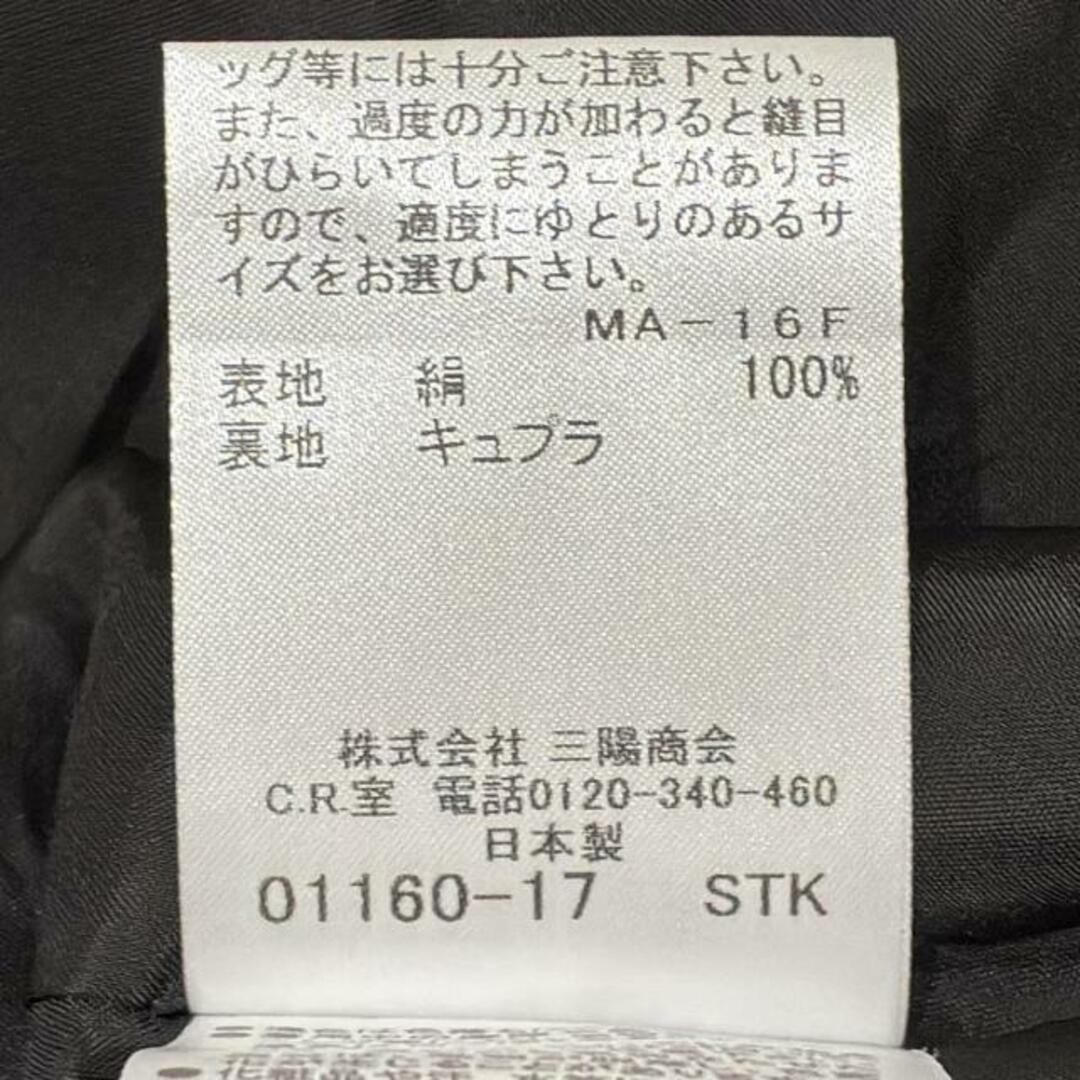 ッグ等には十分ご注意下さい。
また、過度の力が加わると縫目
がひらいてしまうことがありま
すので、適度にゆとりのあるサ
イズをお選び下さい。
MA-16F
表地 絹 100%
裏地 キュプラ
株式会社 三陽商会
C.R.室 電話0120-340-460
日本製
01160-17 STK